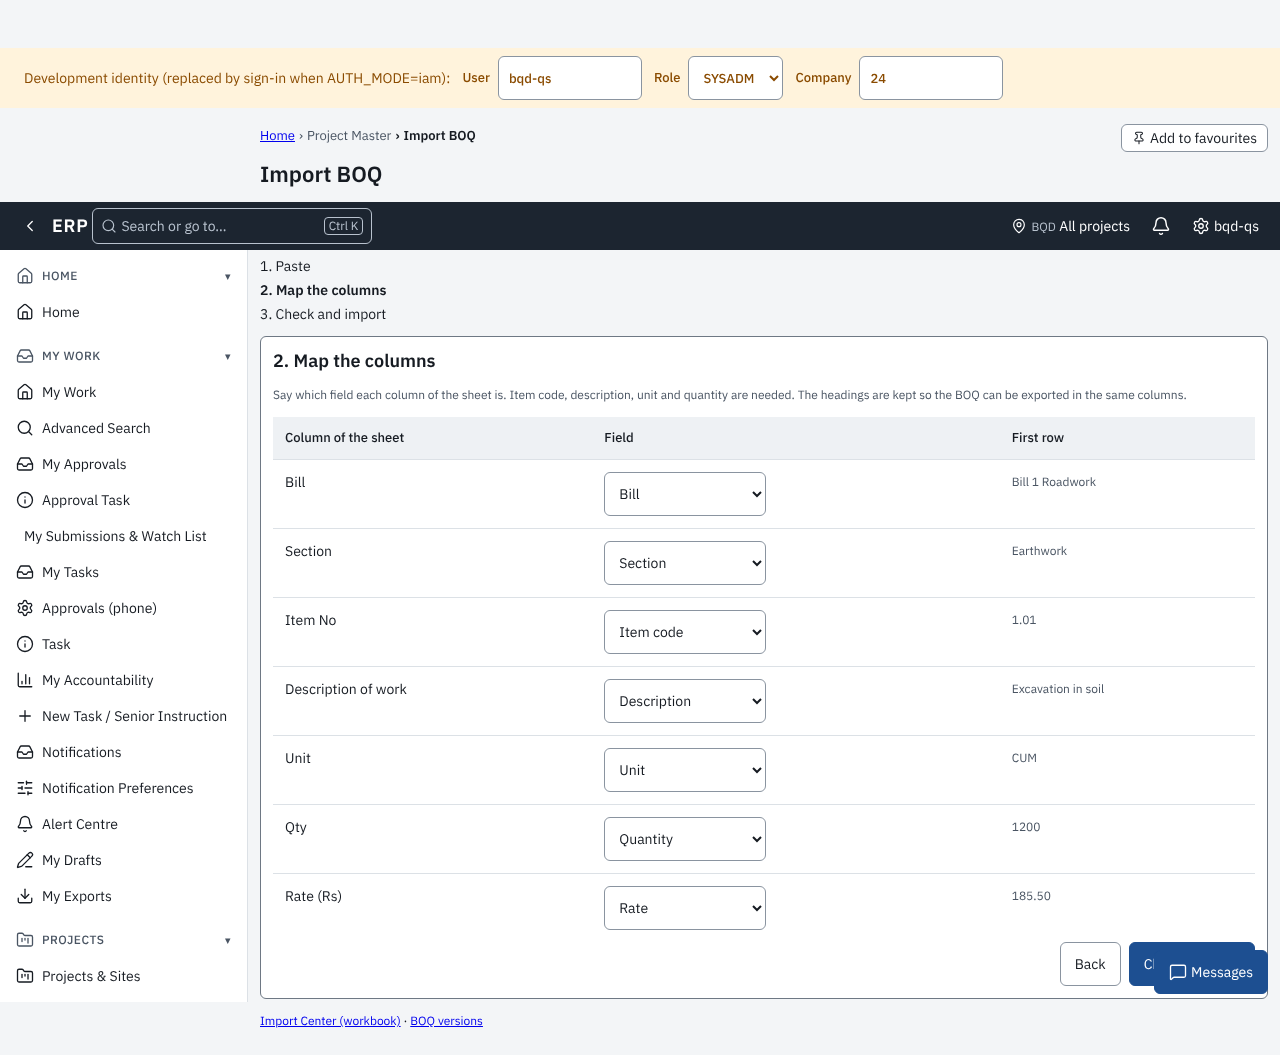 Development identity (replaced by sign-in when AUTH_MODE=iam): User bqd-qs Role SYSADM Company 24
Home › Project Master › Import BOQ
Add to favourites
Import BOQ
ERP Search or go to... Ctrl K BQD All projects bqd-qs
HOME
Home
MY WORK
My Work
Advanced Search
My Approvals
Approval Task
My Submissions & Watch List
My Tasks
Approvals (phone)
Task
My Accountability
New Task / Senior Instruction
Notifications
Notification Preferences
Alert Centre
My Drafts
My Exports
PROJECTS
Projects & Sites
1. Paste
2. Map the columns
3. Check and import
2. Map the columns
Say which field each column of the sheet is. Item code, description, unit and quantity are needed. The headings are kept so the BOQ can be exported in the same columns.
Column of the sheet Field First row
Bill Bill Bill 1 Roadwork
Section Section Earthwork
Item No Item code 1.01
Description of work Description Excavation in soil
Unit Unit CUM
Qty Quantity 1200
Rate (Rs) Rate 185.50
Back
Messages
Import Center (workbook) · BOQ versions